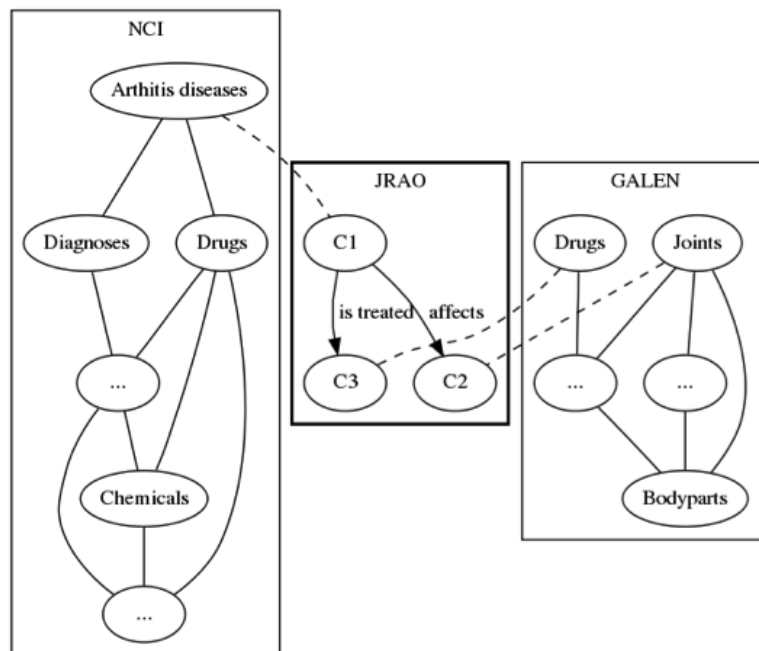 NCI
Arthitis diseases
Diagnoses
Drugs
...
Chemicals
...
JRAO
C1
is treated
affects
C3
C2
GALEN
Drugs
Joints
...
...
Bodyparts